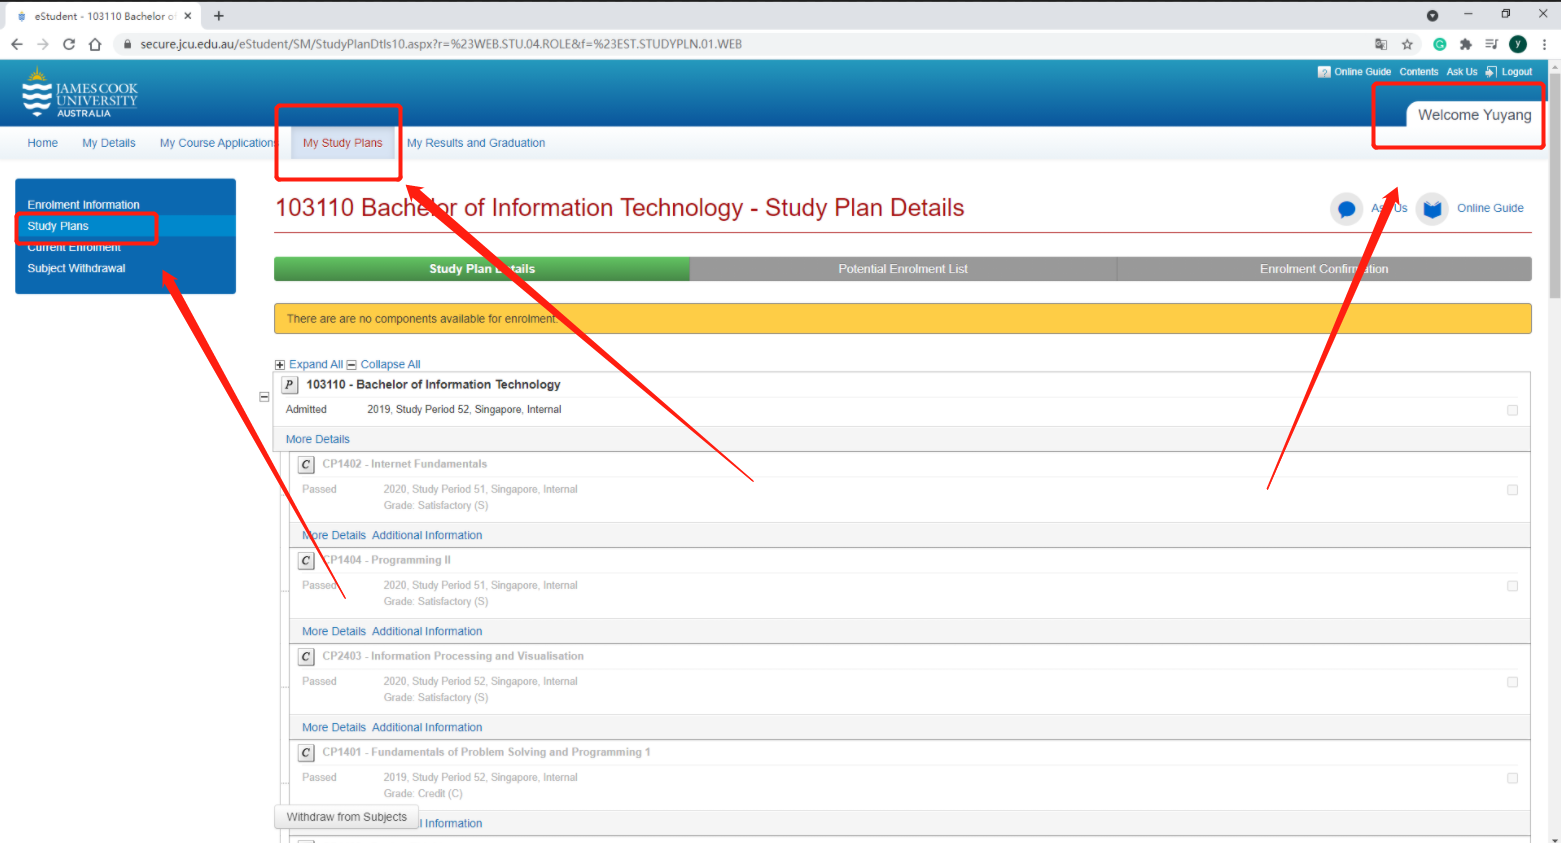 eStudent - 103110 Bachelor of
secure.jcu.edu.au/eStudent/SM/StudyPlanDtls10.aspx?r=%23WEB.STU.04.ROLE&f=%23EST.STUDYPLN.01.WEB
y
JAMES COOK
UNIVERSITY
AUSTRALIA
? Online Guide Contents Ask Us Logout
Welcome Yuyang
Home My Details My Course Applications My Study Plans My Results and Graduation
Enrolment Information
Study Plans
Current Enrolment
Subject Withdrawal
103110 Bachelor of Information Technology - Study Plan Details
Ask Us Online Guide
Study Plan Details Potential Enrolment List Enrolment Confirmation
There are are no components available for enrolment.
Expand All Collapse All
P 103110 - Bachelor of Information Technology
Admitted 2019, Study Period 52, Singapore, Internal
More Details
C CP1402 - Internet Fundamentals
Passed 2020, Study Period 51, Singapore, Internal
Grade: Satisfactory (S)
More Details Additional Information
C CP1404 - Programming II
Passed 2020, Study Period 51, Singapore, Internal
Grade: Satisfactory (S)
More Details Additional Information
C CP2403 - Information Processing and Visualisation
Passed 2020, Study Period 52, Singapore, Internal
Grade: Satisfactory (S)
More Details Additional Information
C CP1401 - Fundamentals of Problem Solving and Programming 1
Passed 2019, Study Period 52, Singapore, Internal
Grade: Credit (C)
Withdraw from Subjects l Information